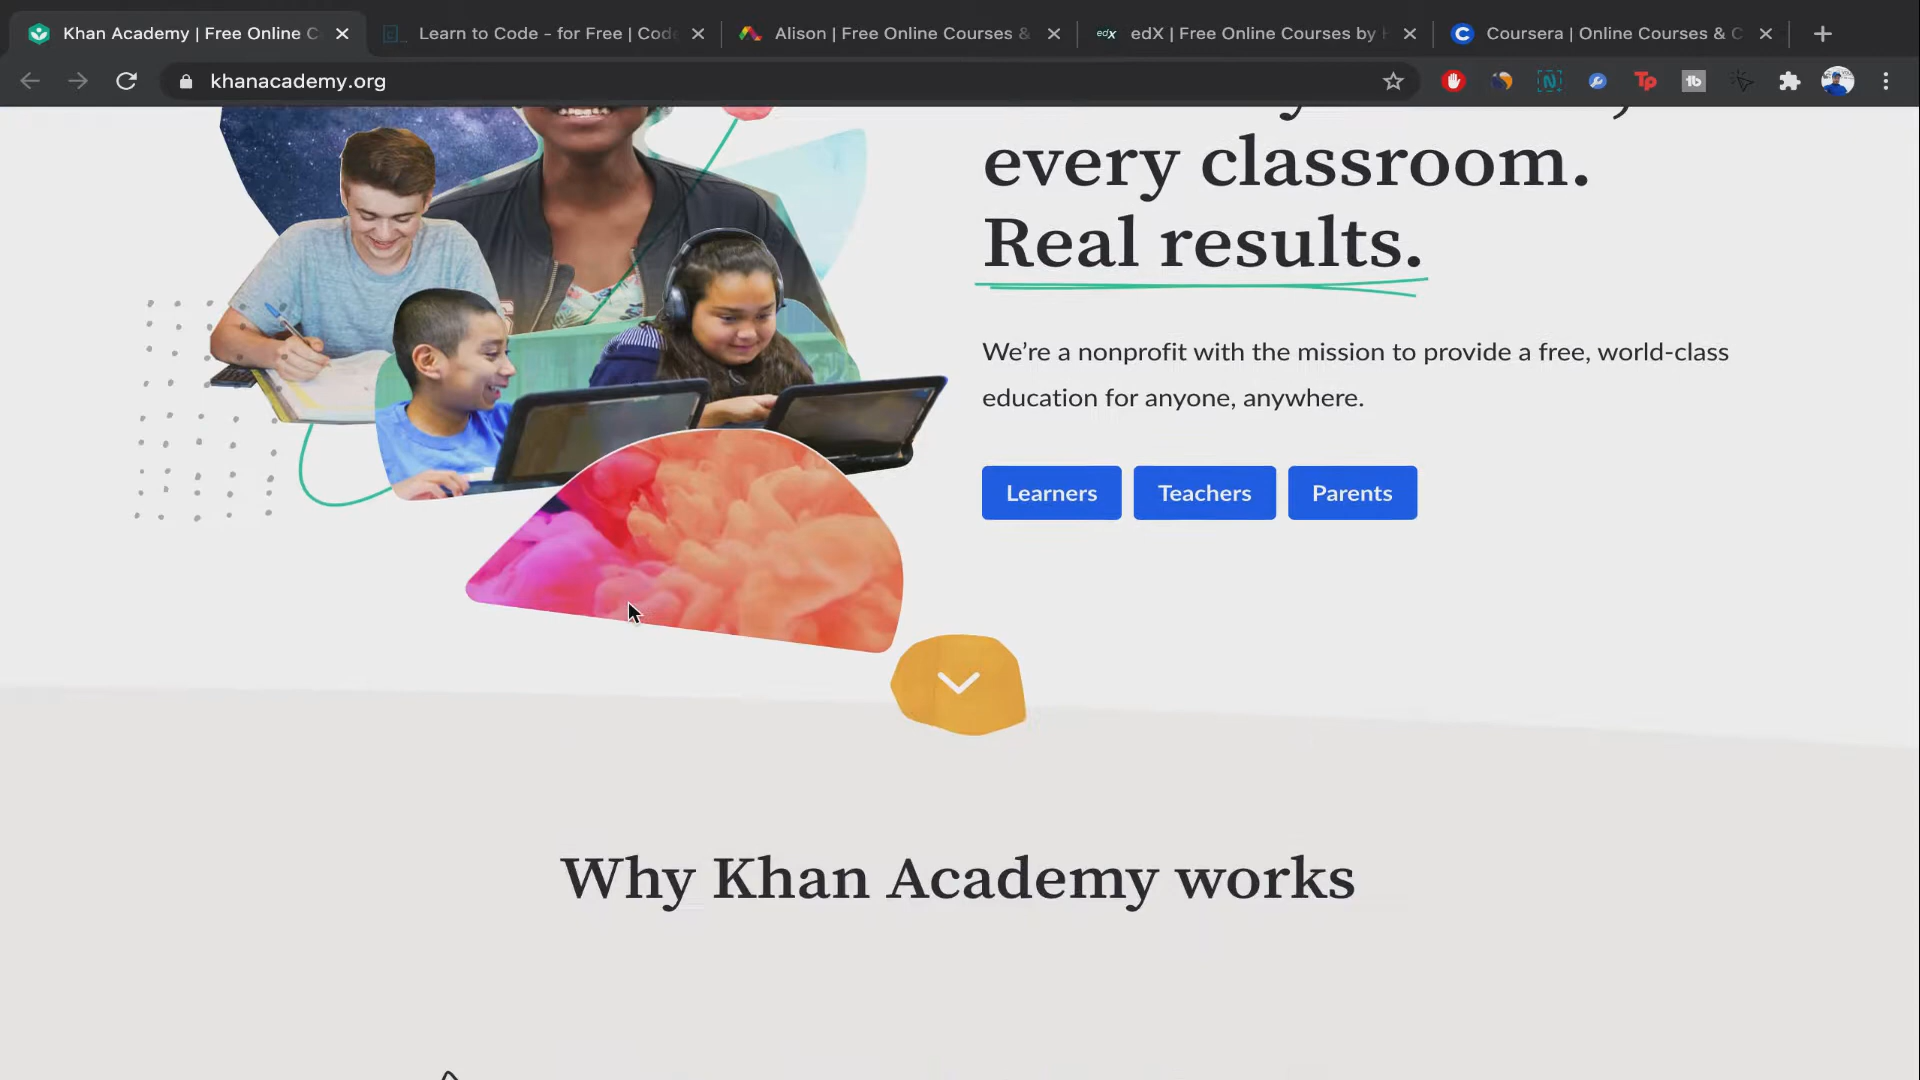 Khan Academy | Free Online C
Learn to Code - for Free | Code
Alison | Free Online Courses &
edX | Free Online Courses by H
Coursera | Online Courses & C
khanacademy.org
every classroom.
Real results.
We’re a nonprofit with the mission to provide a free, world-class
education for anyone, anywhere.
Learners
Teachers
Parents
Why Khan Academy works